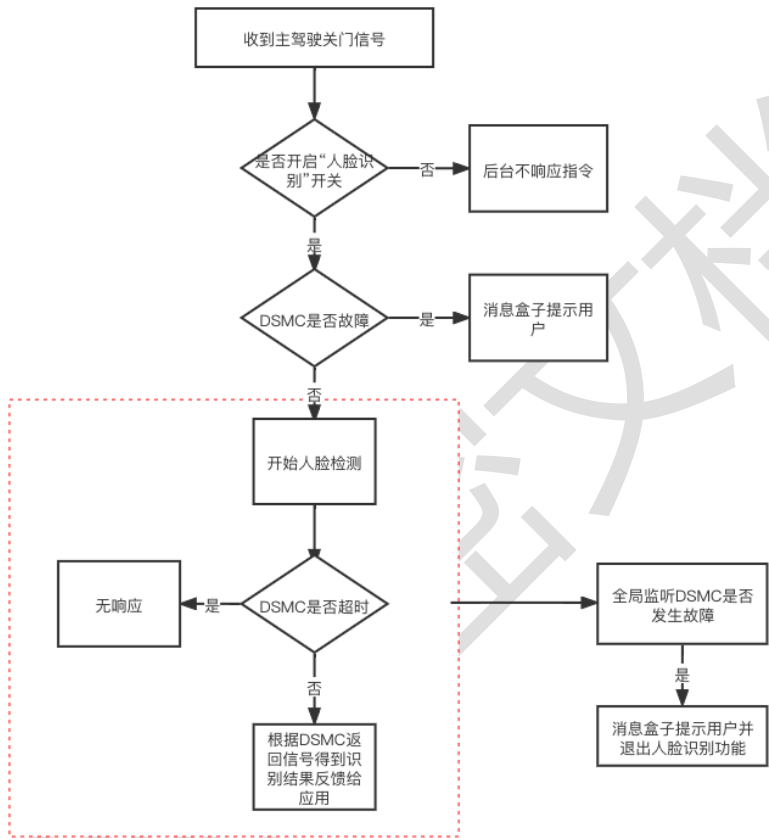 收到主驾驶关门信号
是否开启“人脸识
别”开关
否
后台不响应指令
是
DSMC是否故障
是
消息盒子提示用
户
否
开始人脸检测
无响应
是
DSMC是否超时
全局监听DSMC是否
发生故障
否
是
根据DSMC返
回信号得到识
别结果反馈给
应用
消息盒子提示用户并
退出人脸识别功能
文档